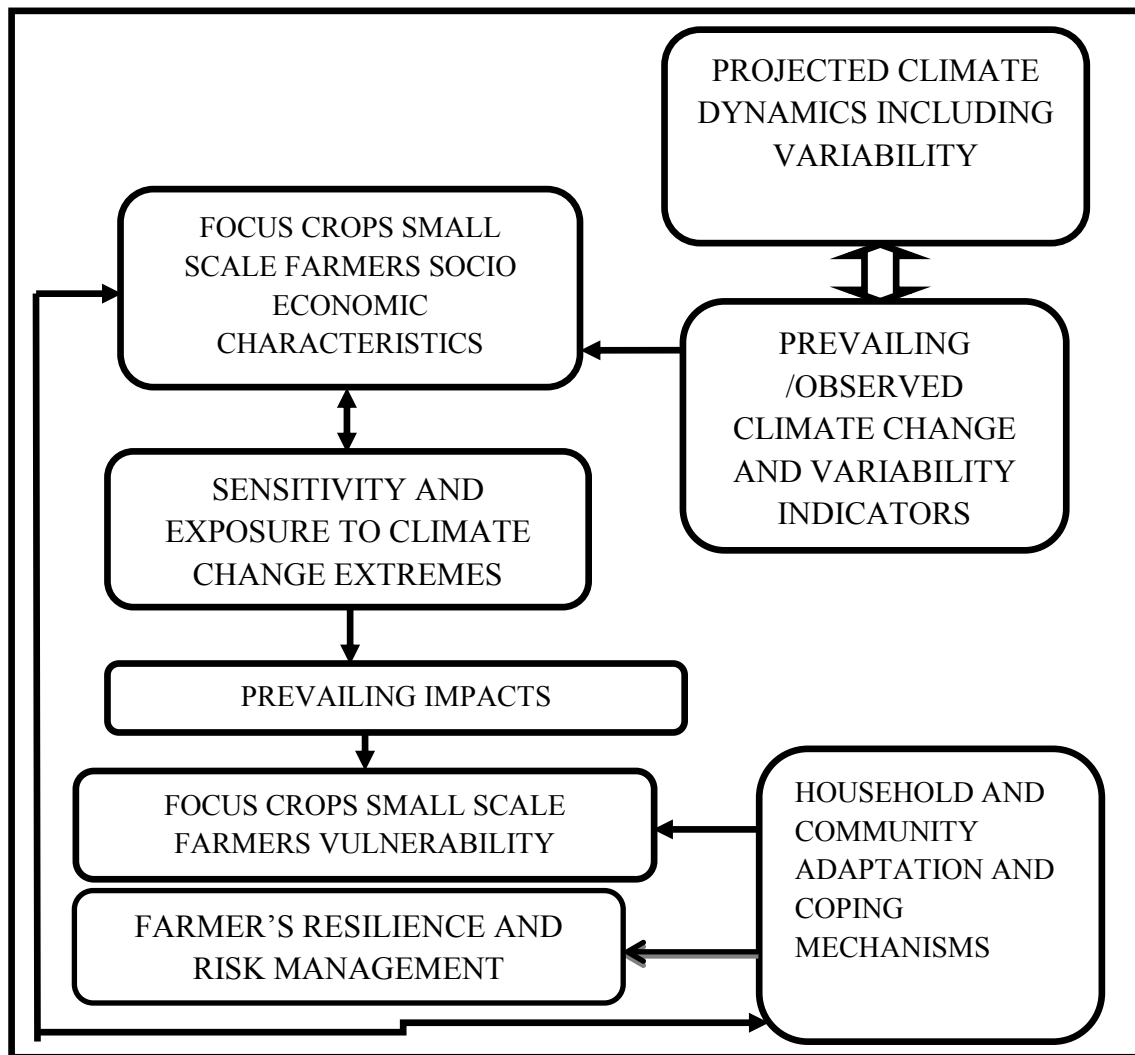 PROJECTED CLIMATE
DYNAMICS INCLUDING
VARIABILITY
FOCUS CROPS SMALL
SCALE FARMERS SOCIO
ECONOMIC
CHARACTERISTICS
PREVAILING
/OBSERVED
CLIMATE CHANGE
AND VARIABILITY
INDICATORS
SENSITIVITY AND
EXPOSURE TO CLIMATE
CHANGE EXTREMES
PREVAILING IMPACTS
FOCUS CROPS SMALL SCALE
FARMERS VULNERABILITY
HOUSEHOLD AND
COMMUNITY
ADAPTATION AND
COPING
MECHANISMS
FARMER’S RESILIENCE AND
RISK MANAGEMENT